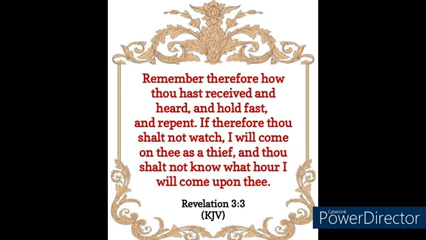 Remember therefore how
thou hast received and
heard, and hold fast,
and repent. If therefore thou
shalt not watch, I will come
on thee as a thief, and thou
shalt not know what hour I
will come upon thee.
Revelation 3:3
(KJV)
CyberLink
PowerDirector